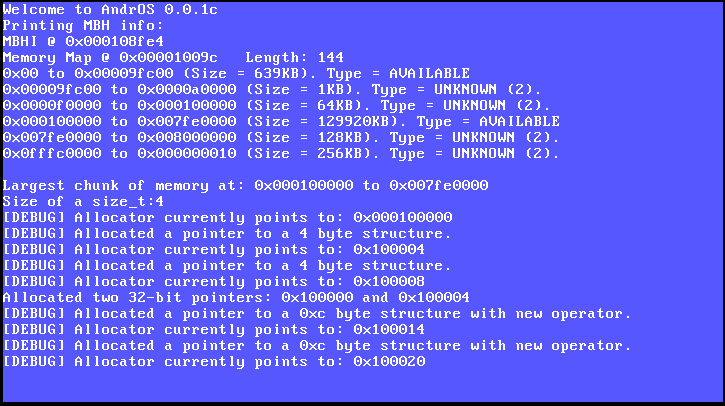 Welcome to AndrOS 0.0.1c
Printing MBH info:
MBHI @ 0x000108fe4
Memory Map @ 0x00001009c   Length: 144
0x00 to 0x00009fc00 (Size = 639KB). Type = AVAILABLE
0x00009fc00 to 0x0000a0000 (Size = 1KB). Type = UNKNOWN (2).
0x0000f0000 to 0x000100000 (Size = 64KB). Type = UNKNOWN (2).
0x000100000 to 0x007fe0000 (Size = 129920KB). Type = AVAILABLE
0x007fe0000 to 0x008000000 (Size = 128KB). Type = UNKNOWN (2).
0x0fffc0000 to 0x000000010 (Size = 256KB). Type = UNKNOWN (2).
Largest chunk of memory at: 0x000100000 to 0x007fe0000
Size of a size_t:4
[DEBUG] Allocator currently points to: 0x000100000
[DEBUG] Allocated a pointer to a 4 byte structure.
[DEBUG] Allocator currently points to: 0x100004
[DEBUG] Allocated a pointer to a 4 byte structure.
[DEBUG] Allocator currently points to: 0x100008
Allocated two 32-bit pointers: 0x100000 and 0x100004
[DEBUG] Allocated a pointer to a 0xc byte structure with new operator.
[DEBUG] Allocator currently points to: 0x100014
[DEBUG] Allocated a pointer to a 0xc byte structure with new operator.
[DEBUG] Allocator currently points to: 0x100020